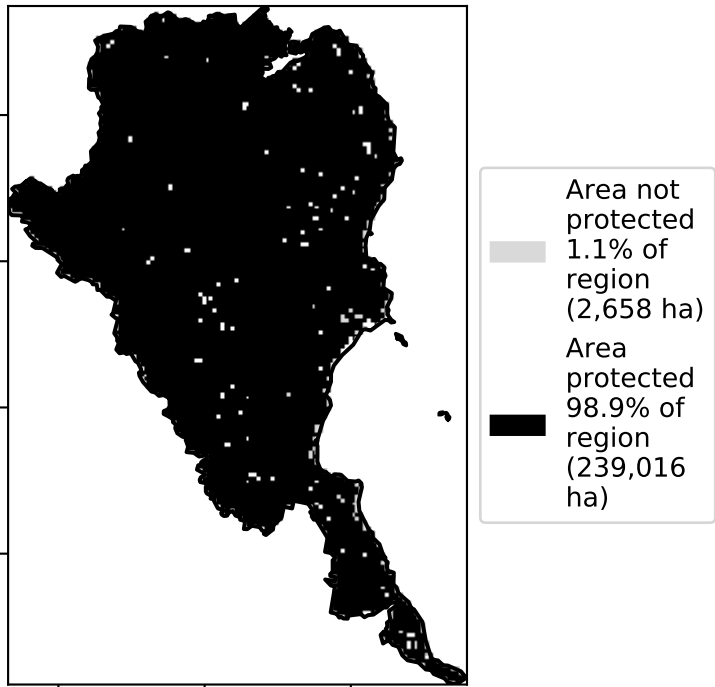 Area not
protected
1.1% of
region
(2,658 ha)
Area
protected
98.9% of
region
(239,016
ha)